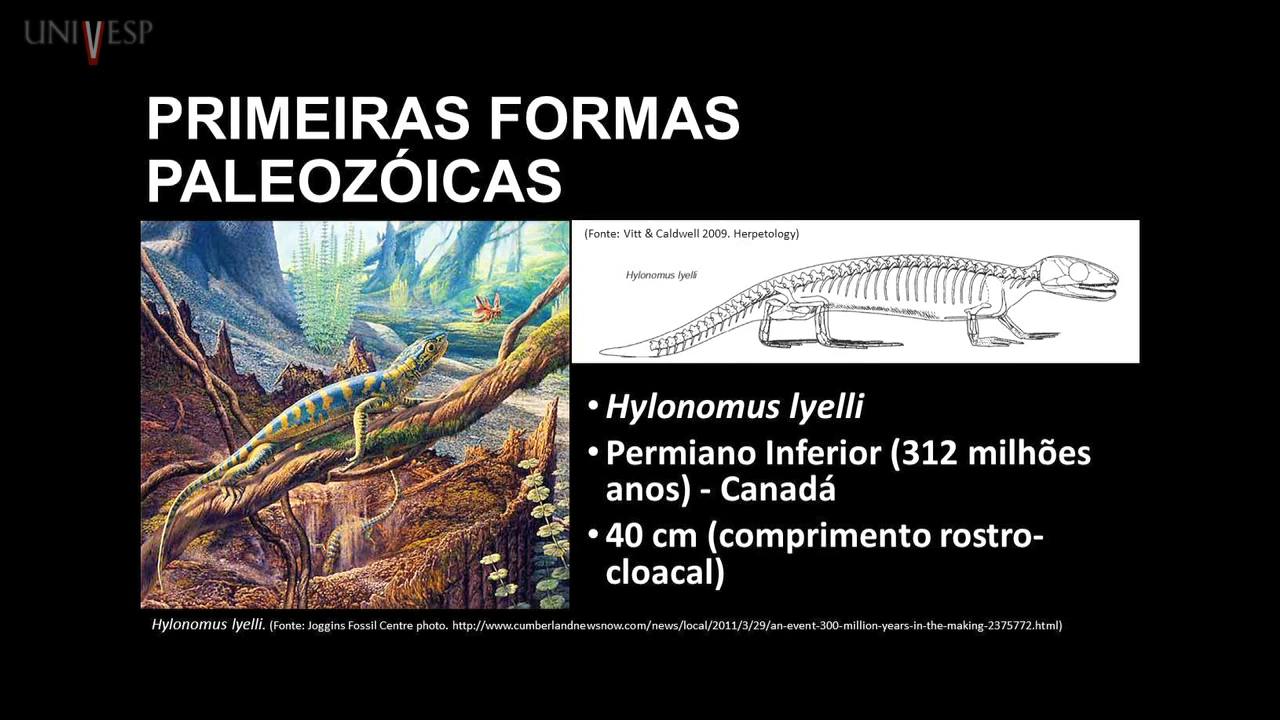 UNIVESP
PRIMEIRAS FORMAS
PALEOZÓICAS
(Fonte: Vitt & Caldwell 2009. Herpetology)
Hylonomus lyelli
• Hylonomus lyelli
• Permiano Inferior (312 milhões
anos) - Canadá
• 40 cm (comprimento rostro-
cloacal)
Hylonomus lyelli. (Fonte: Joggins Fossil Centre photo. http://www.cumberlandnewsnow.com/news/local/2011/3/29/an-event-300-million-years-in-the-making-2375772.html)